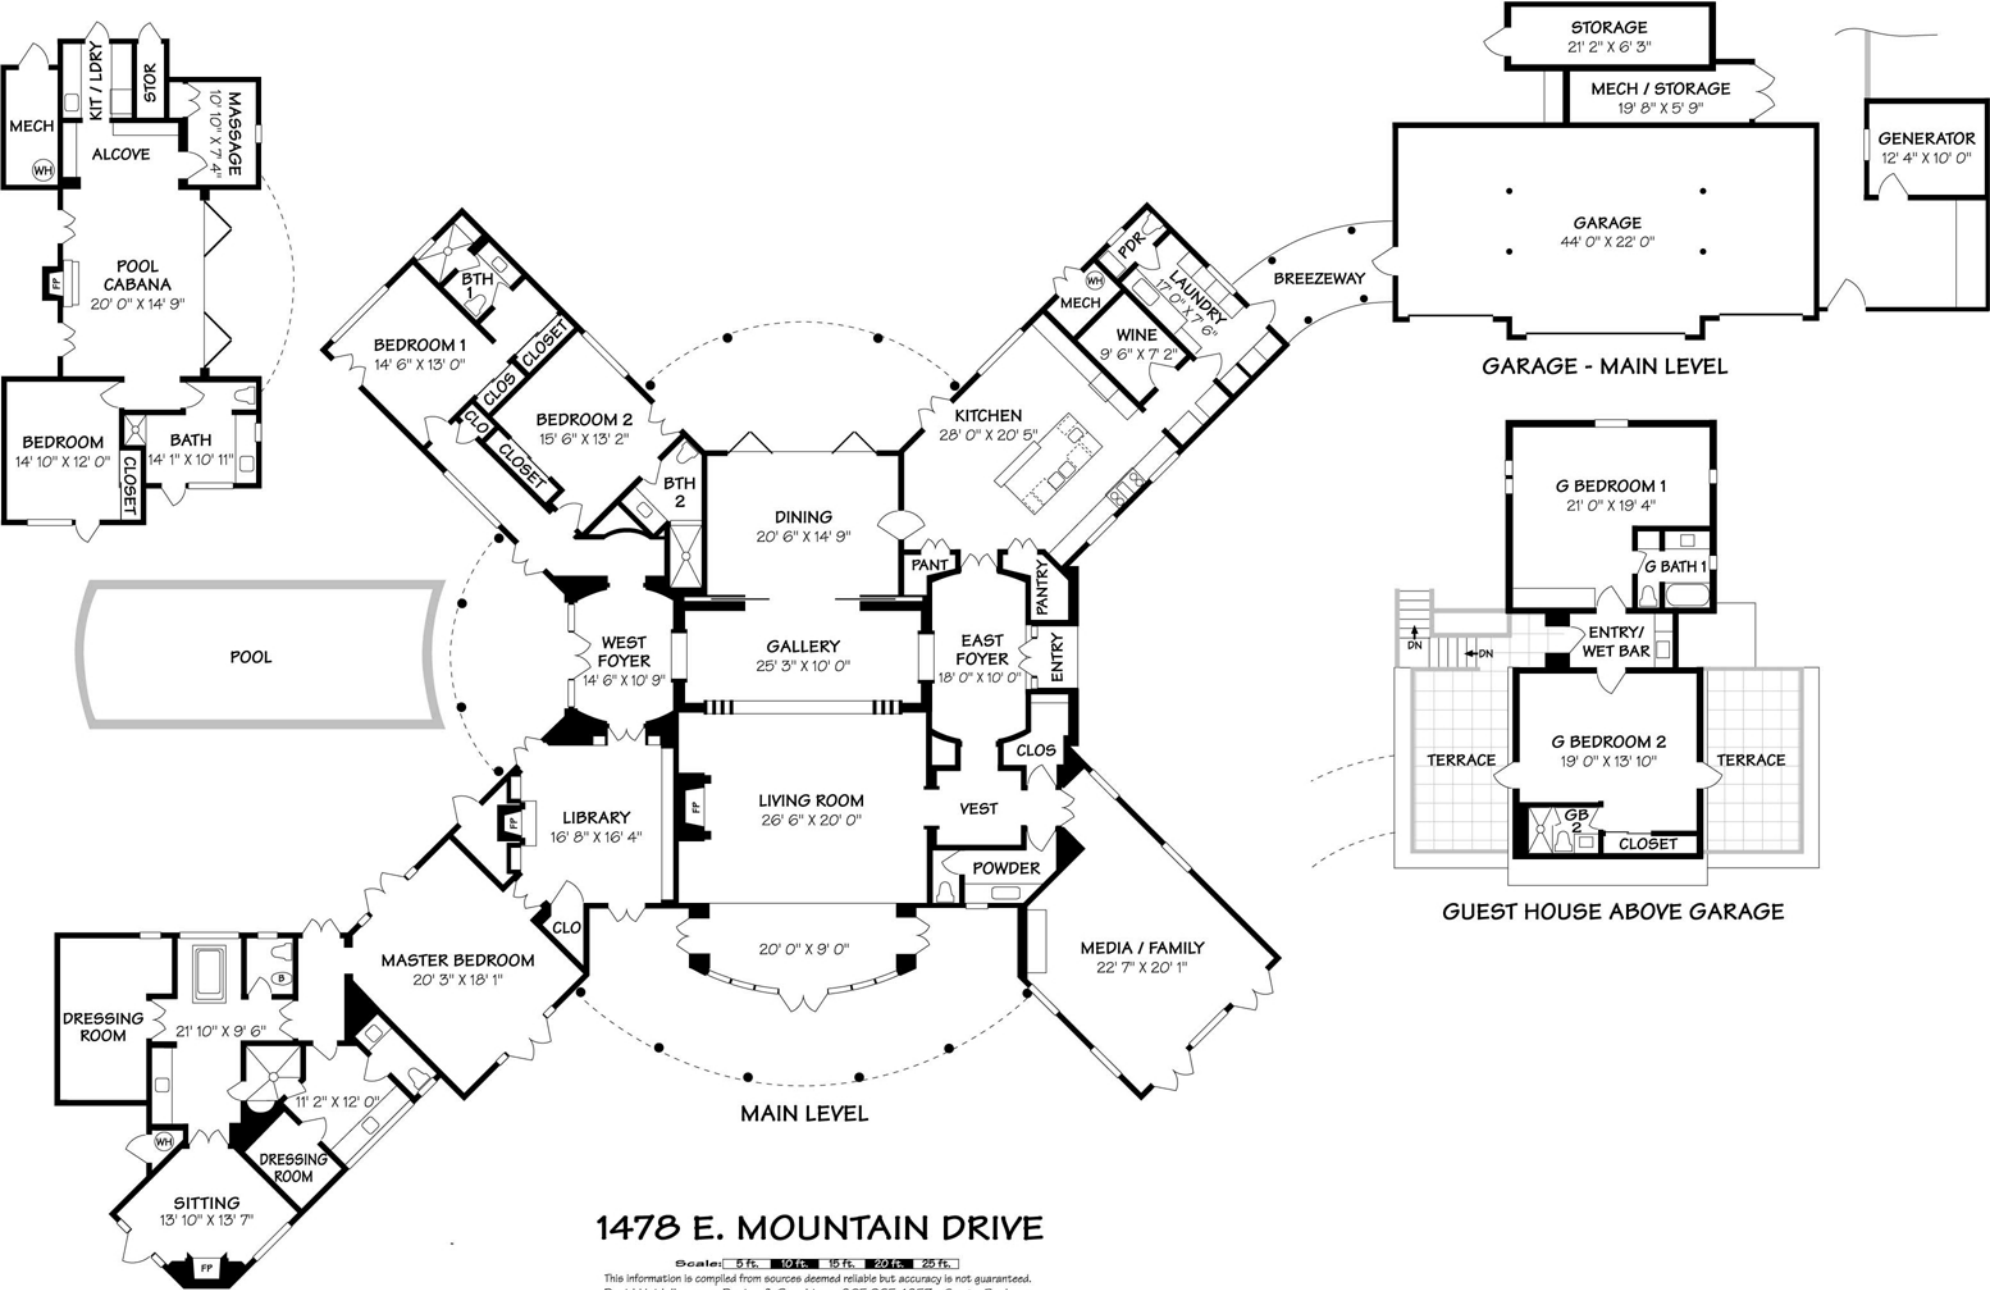 KIT / LDRY
STOR
MASSAGE
10' 10" X 7' 4"
MECH
WH
ALCOVE
POOL
CABANA
20' 0" X 14' 9"
FP
BEDROOM
14' 10" X 12' 0"
BATH
14' 1" X 10' 11"
CLOSET
POOL
BTH
1
BEDROOM 1
14' 6" X 13' 0"
CLOSET
CLOS
CLO
CLOSET
BEDROOM 2
15' 6" X 13' 2"
BTH
2
DINING
20' 6" X 14' 9"
KITCHEN
28' 0" X 20' 5"
PDR
WH
MECH
LAUNDRY
17' 0" X 7' 6"
WINE
9' 6" X 7' 2"
BREEZEWAY
PANT
PANTRY
WEST
FOYER
14' 6" X 10' 9"
GALLERY
25' 3" X 10' 0"
EAST
FOYER
18' 0" X 10' 0"
ENTRY
CLOS
LIBRARY
16' 8" X 16' 4"
FP
FP
LIVING ROOM
26' 6" X 20' 0"
VEST
POWDER
CLO
20' 0" X 9' 0"
MEDIA / FAMILY
22' 7" X 20' 1"
MASTER BEDROOM
20' 3" X 18' 1"
B
DRESSING
ROOM
21' 10" X 9' 6"
11' 2" X 12' 0"
WH
DRESSING
ROOM
SITTING
13' 10" X 13' 7"
FP
MAIN LEVEL
STORAGE
21' 2" X 6' 3"
MECH / STORAGE
19' 8" X 5' 9"
GENERATOR
12' 4" X 10' 0"
GARAGE
44' 0" X 22' 0"
GARAGE - MAIN LEVEL
G BEDROOM 1
21' 0" X 19' 4"
G BATH 1
ENTRY/
WET BAR
DN
DN
TERRACE
G BEDROOM 2
19' 0" X 13' 10"
TERRACE
GB
2
CLOSET
GUEST HOUSE ABOVE GARAGE
1478 E. MOUNTAIN DRIVE
Scale: 5 ft. 10 ft. 15 ft. 20 ft. 25 ft.
This information is compiled from sources deemed reliable but accuracy is not guaranteed.